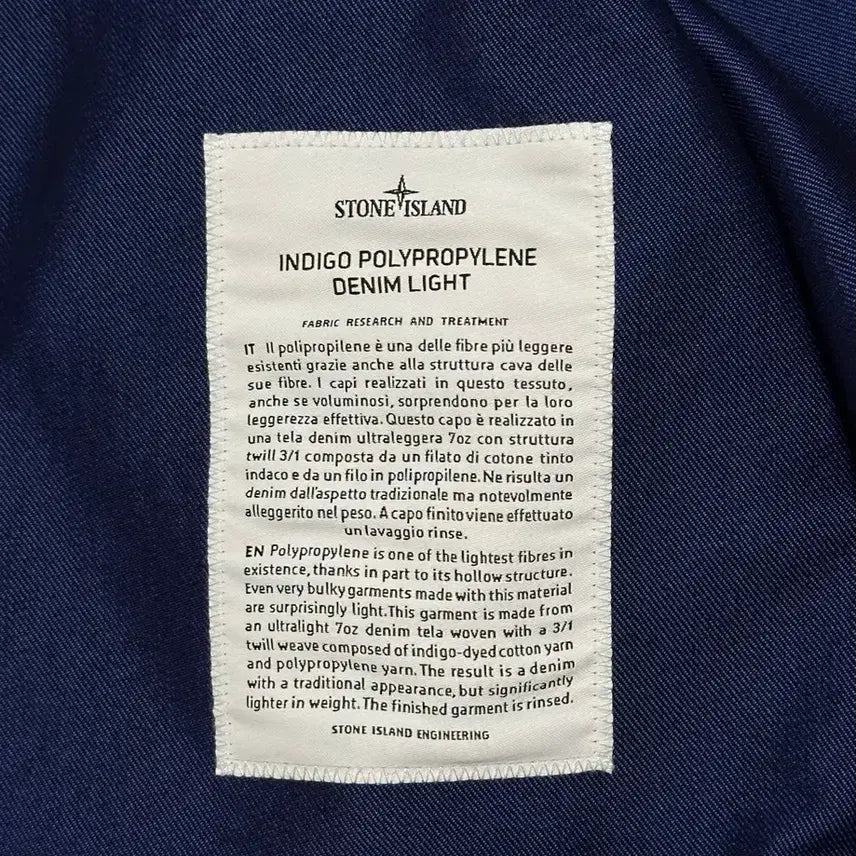 STONE ISLAND
INDIGO POLYPROPYLENE
DENIM LIGHT
FABRIC RESEARCH AND TREATMENT
IT Il polipropilene è una delle fibre più leggere
esistenti grazie anche alla struttura cava delle
sue fibre. I capi realizzati in questo tessuto,
anche se voluminosi, sorprendono per la loro
leggerezza effettiva. Questo capo è realizzato in
una tela denim ultraleggera 7oz con struttura
twill 3/1 composta da un filato di cotone tinto
indaco e da un filo in polipropilene. Ne risulta un
denim dall'aspetto tradizionale ma notevolmente
alleggerito nel peso. A capo finito viene effettuato
un lavaggio rinse.
EN Polypropylene is one of the lightest fibres in
existence, thanks in part to its hollow structure.
Even very bulky garments made with this material
are surprisingly light. This garment is made from
an ultralight 7oz denim tela woven with a 3/1
twill weave composed of indigo-dyed cotton yarn
and polypropylene yarn. The result is a denim
with a traditional appearance, but significantly
lighter in weight. The finished garment is rinsed.
STONE ISLAND ENGINEERING